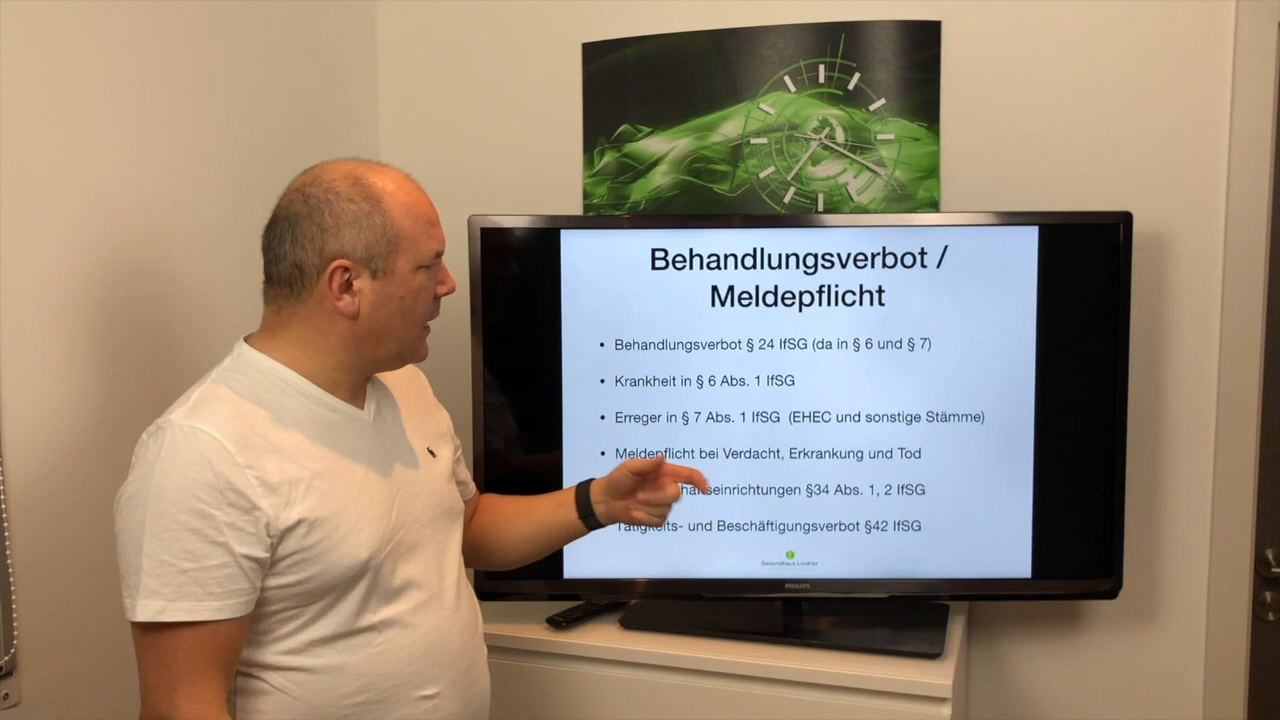 Behandlungsverbot /
Meldepflicht
• Behandlungsverbot § 24 IfSG (da in § 6 und § 7)
• Krankheit in § 6 Abs. 1 IfSG
• Erreger in § 7 Abs. 1 IfSG (EHEC und sonstige Stämme)
• Meldepflicht bei Verdacht, Erkrankung und Tod
§34 Abs. 1, 2 IfSG
Tätigkeits- und Beschäftigungsverbot §42 IfSG
Gesundhaus Lindner
PHILIPS